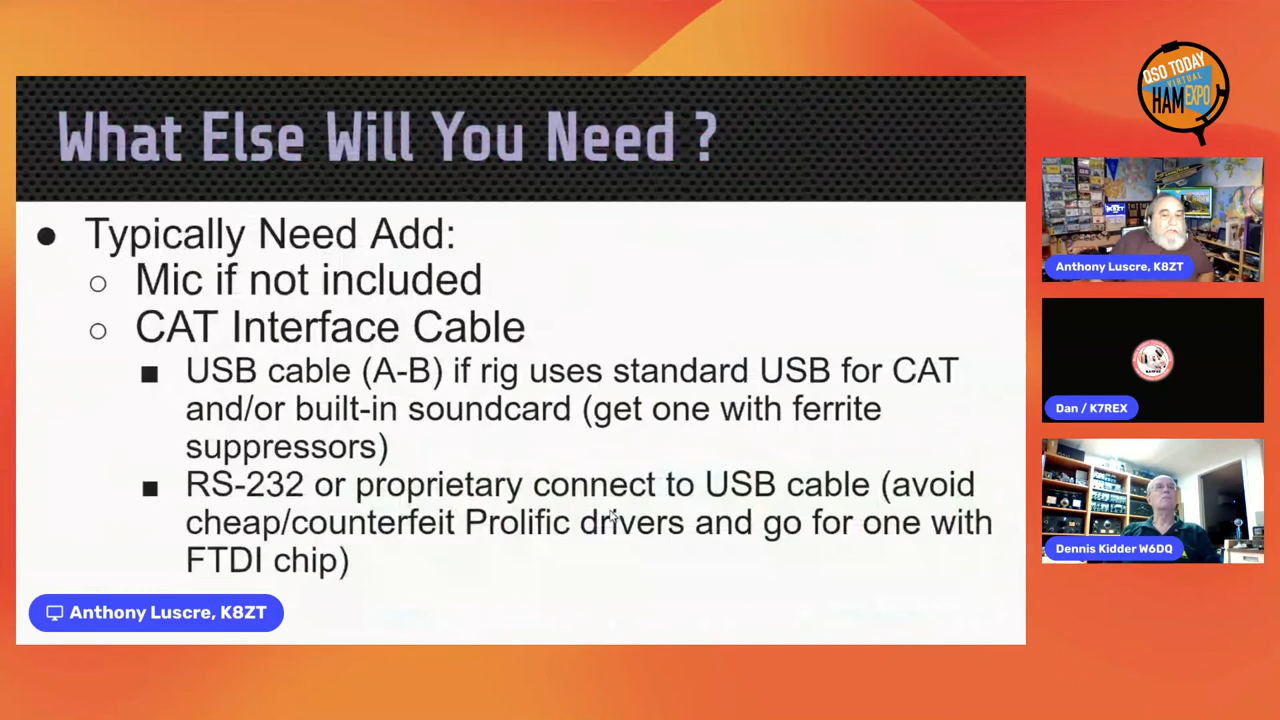 What Else Will You Need ?
● Typically Need Add:
○ Mic if not included
○ CAT Interface Cable
■ USB cable (A-B) if rig uses standard USB for CAT
and/or built-in soundcard (get one with ferrite
suppressors)
■ RS-232 or proprietary connect to USB cable (avoid
cheap/counterfeit Prolific drivers and go for one with
FTDI chip)
Anthony Luscre, K8ZT
QSO TODAY
VIRTUAL
HAM EXPO
Anthony Luscre, K8ZT
Dan / K7REX
Dennis Kidder W6DQ